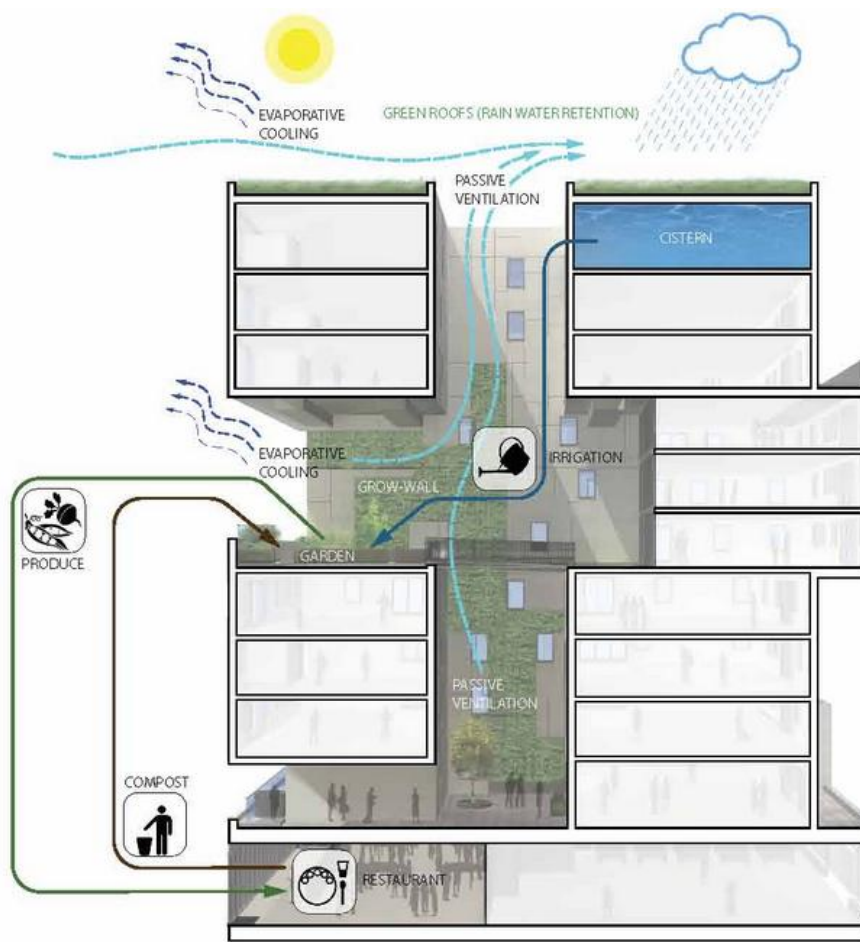 EVAPORATIVE
COOLING
GREEN ROOFS (RAIN WATER RETENTION)
PASSIVE
VENTILATION
CISTERN
EVAPORATIVE
COOLING
IRRIGATION
GROW-WALL
PRODUCE
GARDEN
PASSIVE
VENTILATION
COMPOST
RESTAURANT